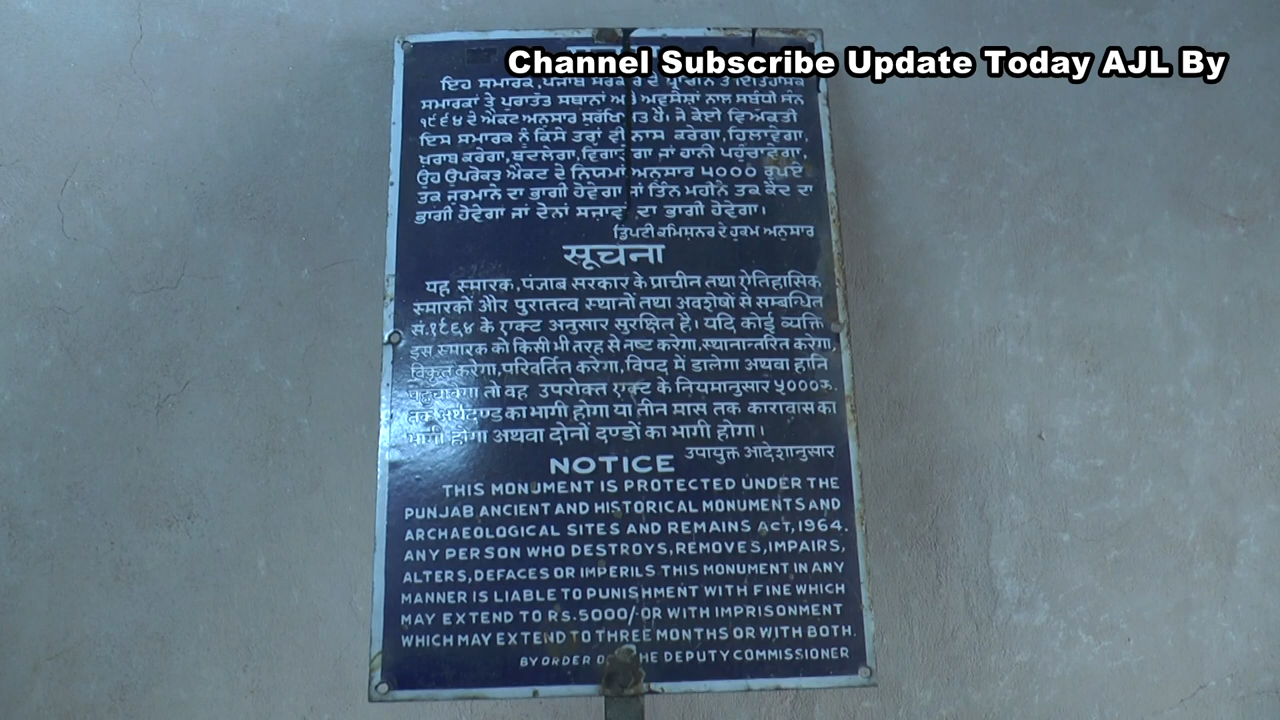 Channel Subscribe Update Today AJL By
ਇਹ ਸਮਾਰਕ,ਪੰਜਾਬ ਸਰਕਾਰ ਦੇ ਪ੍ਰਾਚੀਨ ਤੇ ਇਤਿਹਾਸਕ
ਸਮਾਰਕਾਂ ਤੇ ਪੁਰਾਤੱਤ ਸਥਾਨਾਂ ਅਤੇ ਅਵਸ਼ੇਸ਼ਾਂ ਨਾਲ ਸਬੰਧੀ ਸੰਨ
੧੯੬੪ ਦੇ ਐਕਟ ਅਨੁਸਾਰ ਸੁਰੱਖਿਅਤ ਹੈ। ਜੇ ਕੋਈ ਵਿਅੱਕਤੀ
ਇਸ ਸਮਾਰਕ ਨੂੰ ਕਿਸੇ ਤਰ੍ਹਾਂ ਵੀ ਨਾਸ ਕਰੇਗਾ,ਹਿਲਾਵੇਗਾ,
ਖ਼ਰਾਬ ਕਰੇਗਾ,ਬਦਲੇਗਾ,ਵਿਗਾੜੇਗਾ ਜਾਂ ਹਾਨੀ ਪਹੁੰਚਾਵੇਗਾ,
ਉਹ ਉਪਰੋਕਤ ਐਕਟ ਦੇ ਨਿਯਮਾਂ ਅਨੁਸਾਰ ੫੦੦੦ ਰੁਪਏ
ਤਕ ਜੁਰਮਾਨੇ ਦਾ ਭਾਗੀ ਹੋਵੇਗਾ ਜਾਂ ਤਿੰਨ ਮਹੀਨੇ ਤਕ ਕੈਦ ਦਾ
ਭਾਗੀ ਹੋਵੇਗਾ ਜਾਂ ਦੋਨਾਂ ਸਜ਼ਾਵਾਂ ਦਾ ਭਾਗੀ ਹੋਵੇਗਾ।
ਡਿਪਟੀ ਕਮਿਸ਼ਨਰ ਦੇ ਹੁਕਮ ਅਨੁਸਾਰ
सूचना
यह स्मारक,पंजाब सरकार के प्राचीन तथा ऐतिहासिक
स्मारकों और पुरातत्व स्थानों तथा अवशेषों से सम्बन्धित
सं.१९६४ के एक्ट अनुसार सुरक्षित है। यदि कोई व्यक्ति
इस स्मारक को किसी भी तरह से नष्ट करेगा,स्थानान्तरित करेगा,
विकृत करेगा,परिवर्तित करेगा,विपद में डालेगा अथवा हानि
पहुंचावेगा तो वह उपरोक्त एक्ट के नियमानुसार ५०००रु.
तक अर्थदण्ड का भागी होगा या तीन मास तक कारावास का
भागी होगा अथवा दोनों दण्डों का भागी होगा।
उपायुक्त आदेशानुसार
NOTICE
THIS MONUMENT IS PROTECTED UNDER THE
PUNJAB ANCIENT AND HISTORICAL MONUMENTS AND
ARCHAEOLOGICAL SITES AND REMAINS ACT,1964.
ANY PERSON WHO DESTROYS,REMOVES,IMPAIRS,
ALTERS,DEFACES OR IMPERILS THIS MONUMENT IN ANY
MANNER IS LIABLE TO PUNISHMENT WITH FINE WHICH
MAY EXTEND TO RS.5000/-OR WITH IMPRISONMENT
WHICH MAY EXTEND TO THREE MONTHS OR WITH BOTH.
BY ORDER OF THE DEPUTY COMMISSIONER